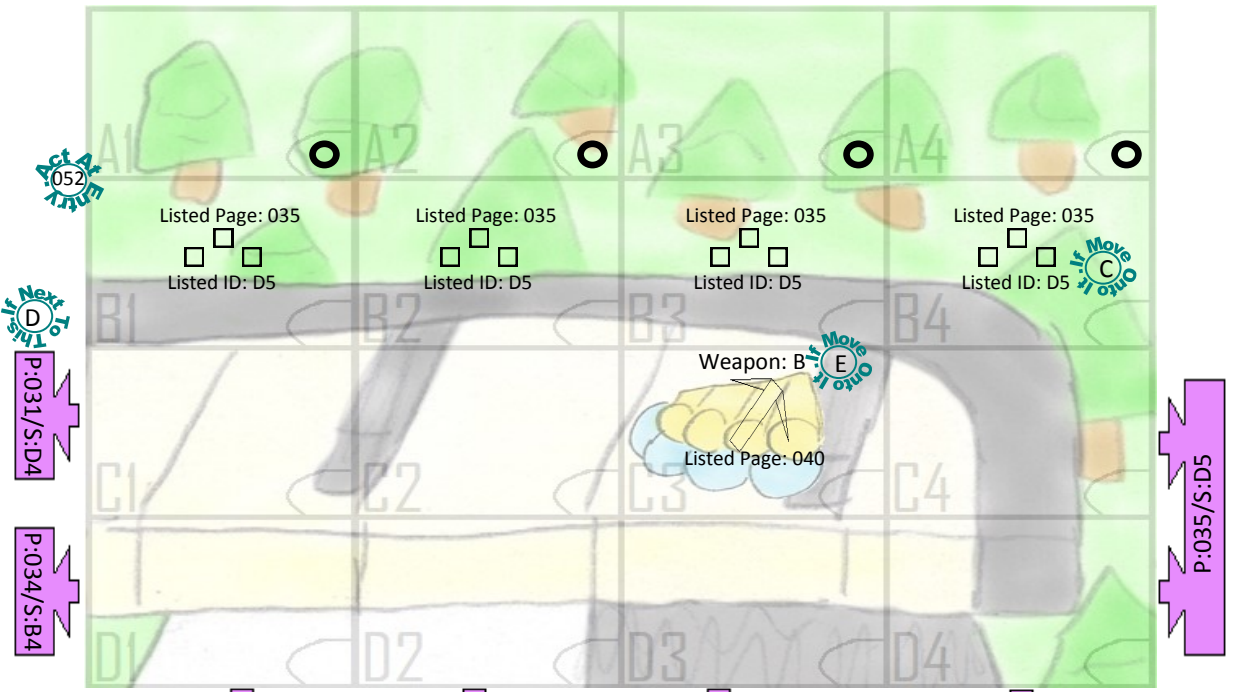 A1
A2
A3
A4
Act At Entry
052
Listed Page: 035
Listed Page: 035
Listed Page: 035
Listed Page: 035
If Move Onto It.
C
Listed ID: D5
Listed ID: D5
Listed ID: D5
Listed ID: D5
If Next To This.
D
B1
B2
B3
B4
Weapon: B
If Move Onto It.
E
P:031/S:D4
Listed Page: 040
C1
C2
C3
C4
P:035/S:D5
P:034/S:B4
D1
D2
D3
D4